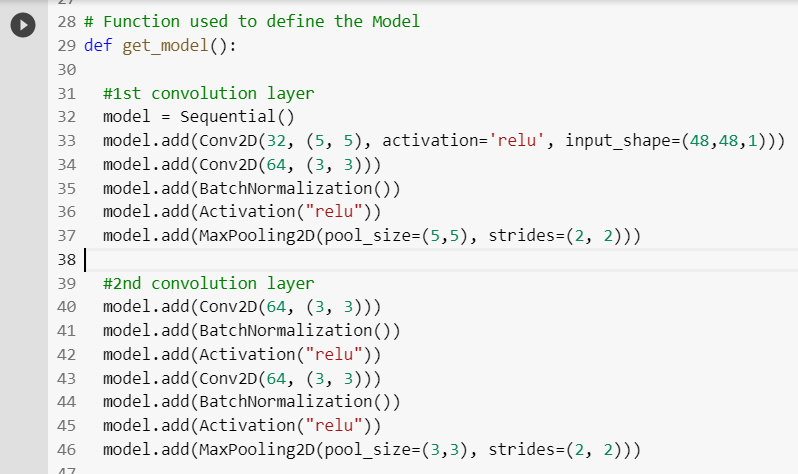 27
28 # Function used to define the Model
29 def get_model():
30
31   #1st convolution layer
32   model = Sequential()
33   model.add(Conv2D(32, (5, 5), activation='relu', input_shape=(48,48,1)))
34   model.add(Conv2D(64, (3, 3)))
35   model.add(BatchNormalization())
36   model.add(Activation("relu"))
37   model.add(MaxPooling2D(pool_size=(5,5), strides=(2, 2)))
38
39   #2nd convolution layer
40   model.add(Conv2D(64, (3, 3)))
41   model.add(BatchNormalization())
42   model.add(Activation("relu"))
43   model.add(Conv2D(64, (3, 3)))
44   model.add(BatchNormalization())
45   model.add(Activation("relu"))
46   model.add(MaxPooling2D(pool_size=(3,3), strides=(2, 2)))
47